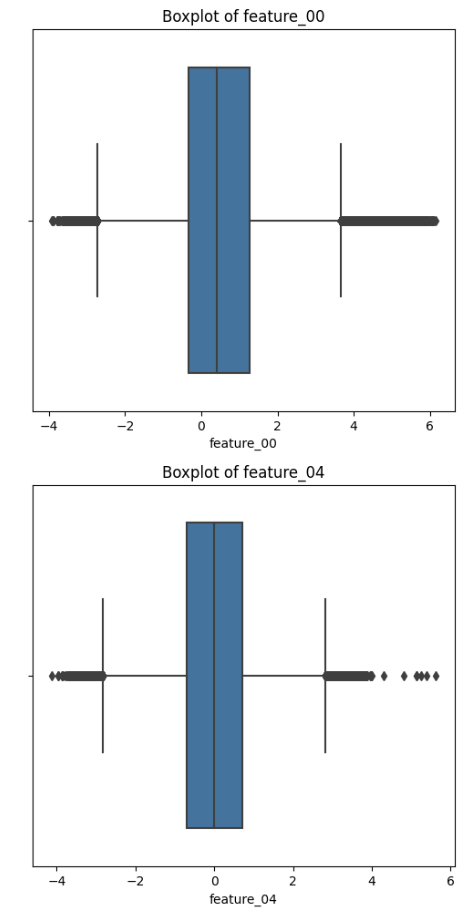 Boxplot of feature_00
−4 −2 0 2 4 6
feature_00
Boxplot of feature_04
−4 −2 0 2 4 6
feature_04